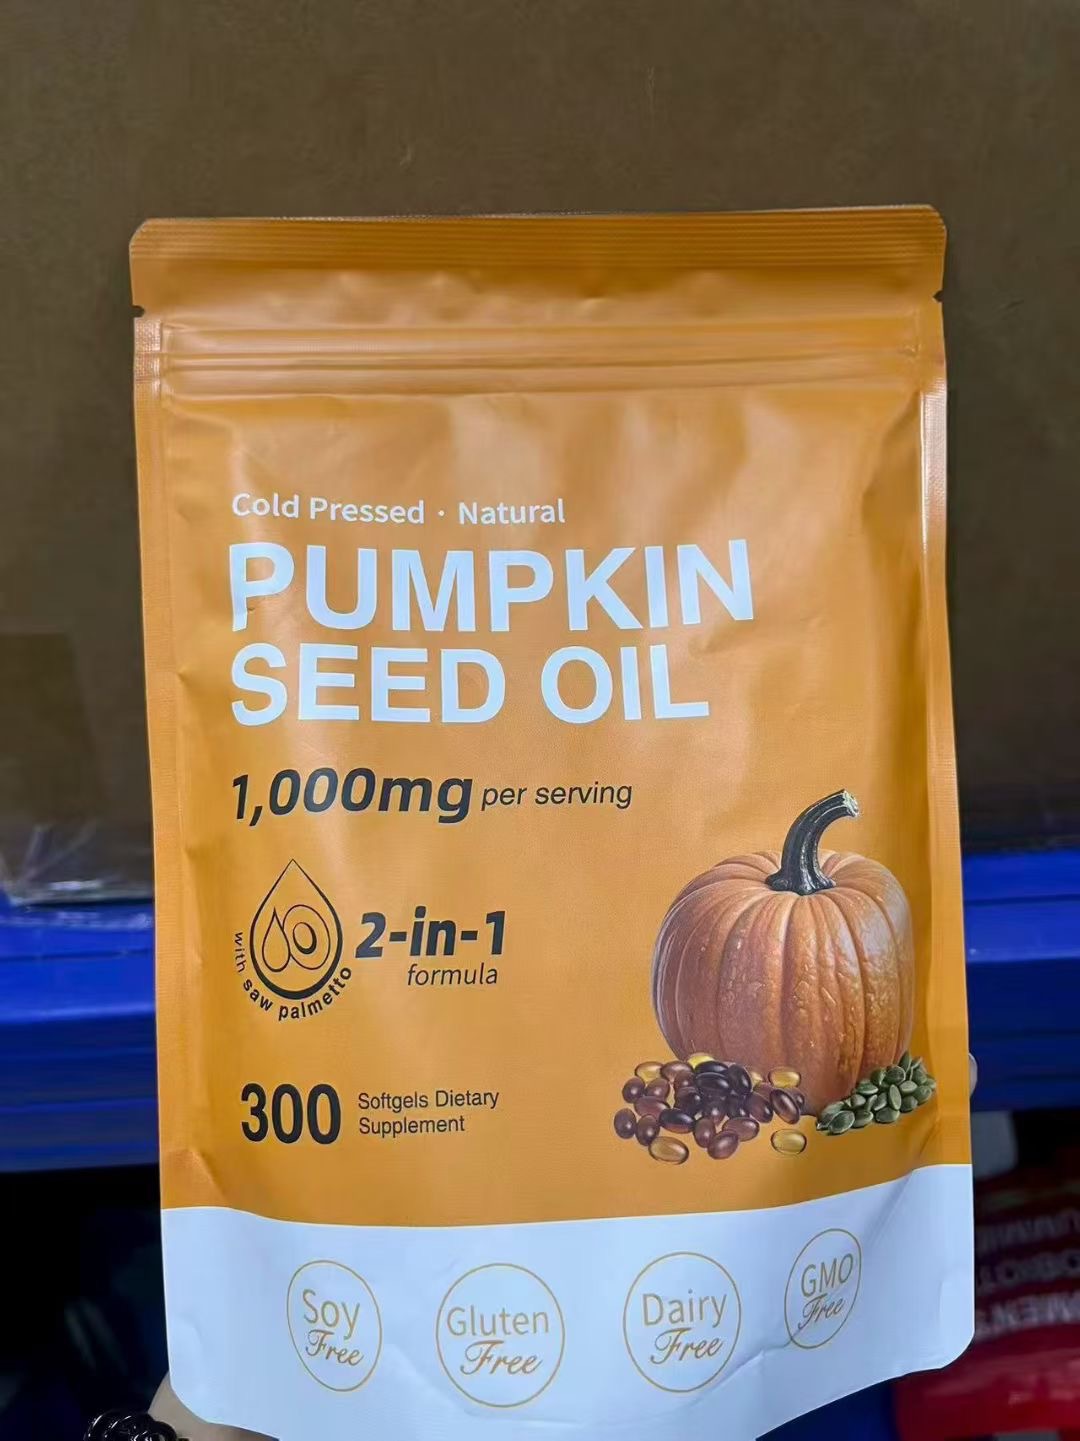 Cold Pressed · Natural
PUMPKIN
SEED OIL
1,000mg per serving
with saw palmetto
2-in-1
formula
300
Softgels Dietary
Supplement
Soy
Free
Gluten
Free
Dairy
Free
GMO
Free